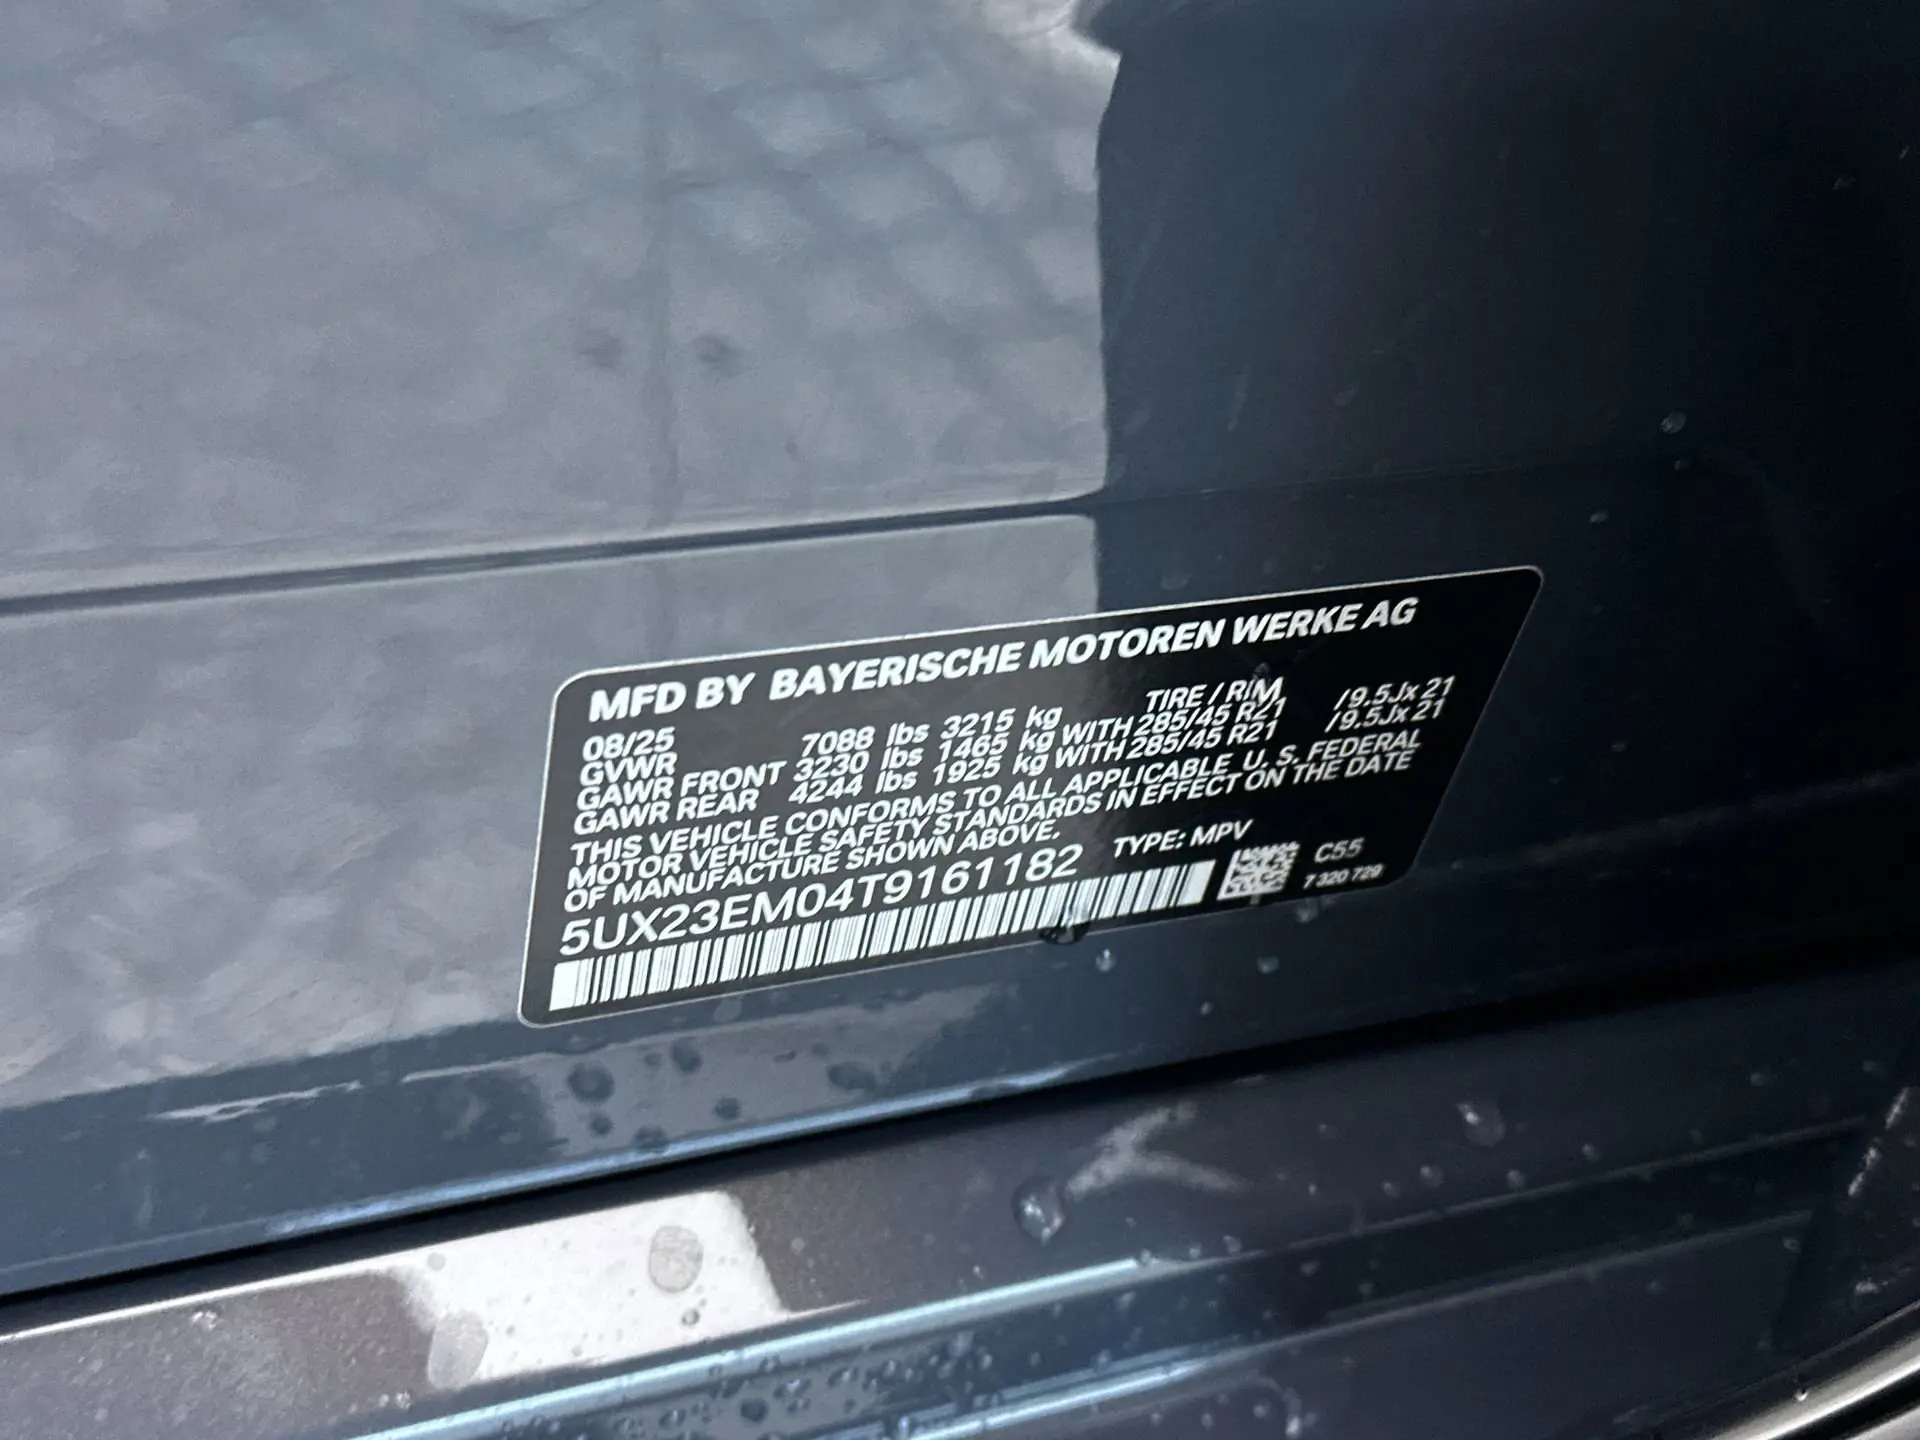 MFD BY BAYERISCHE MOTOREN WERKE AG
08/25 TIRE / RIM
GVWR 7088 lbs 3215 kg
GAWR FRONT 3230 lbs 1465 kg WITH 285/45 R21 /9.5Jx 21
GAWR REAR 4244 lbs 1925 kg WITH 285/45 R21 /9.5Jx 21
THIS VEHICLE CONFORMS TO ALL APPLICABLE U. S. FEDERAL
MOTOR VEHICLE SAFETY STANDARDS IN EFFECT ON THE DATE
OF MANUFACTURE SHOWN ABOVE.
5UX23EM04T9161182 TYPE: MPV
C55
7 320 729